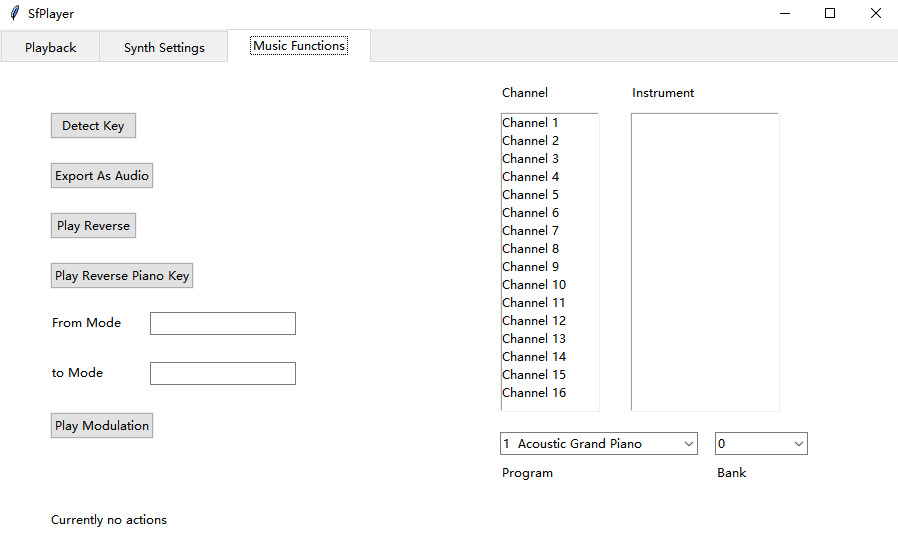 SfPlayer
Playback Synth Settings Music Functions
Detect Key
Export As Audio
Play Reverse
Play Reverse Piano Key
From Mode
to Mode
Play Modulation
Currently no actions
Channel
Channel 1
Channel 2
Channel 3
Channel 4
Channel 5
Channel 6
Channel 7
Channel 8
Channel 9
Channel 10
Channel 11
Channel 12
Channel 13
Channel 14
Channel 15
Channel 16
Instrument
1 Acoustic Grand Piano
Program
0
Bank